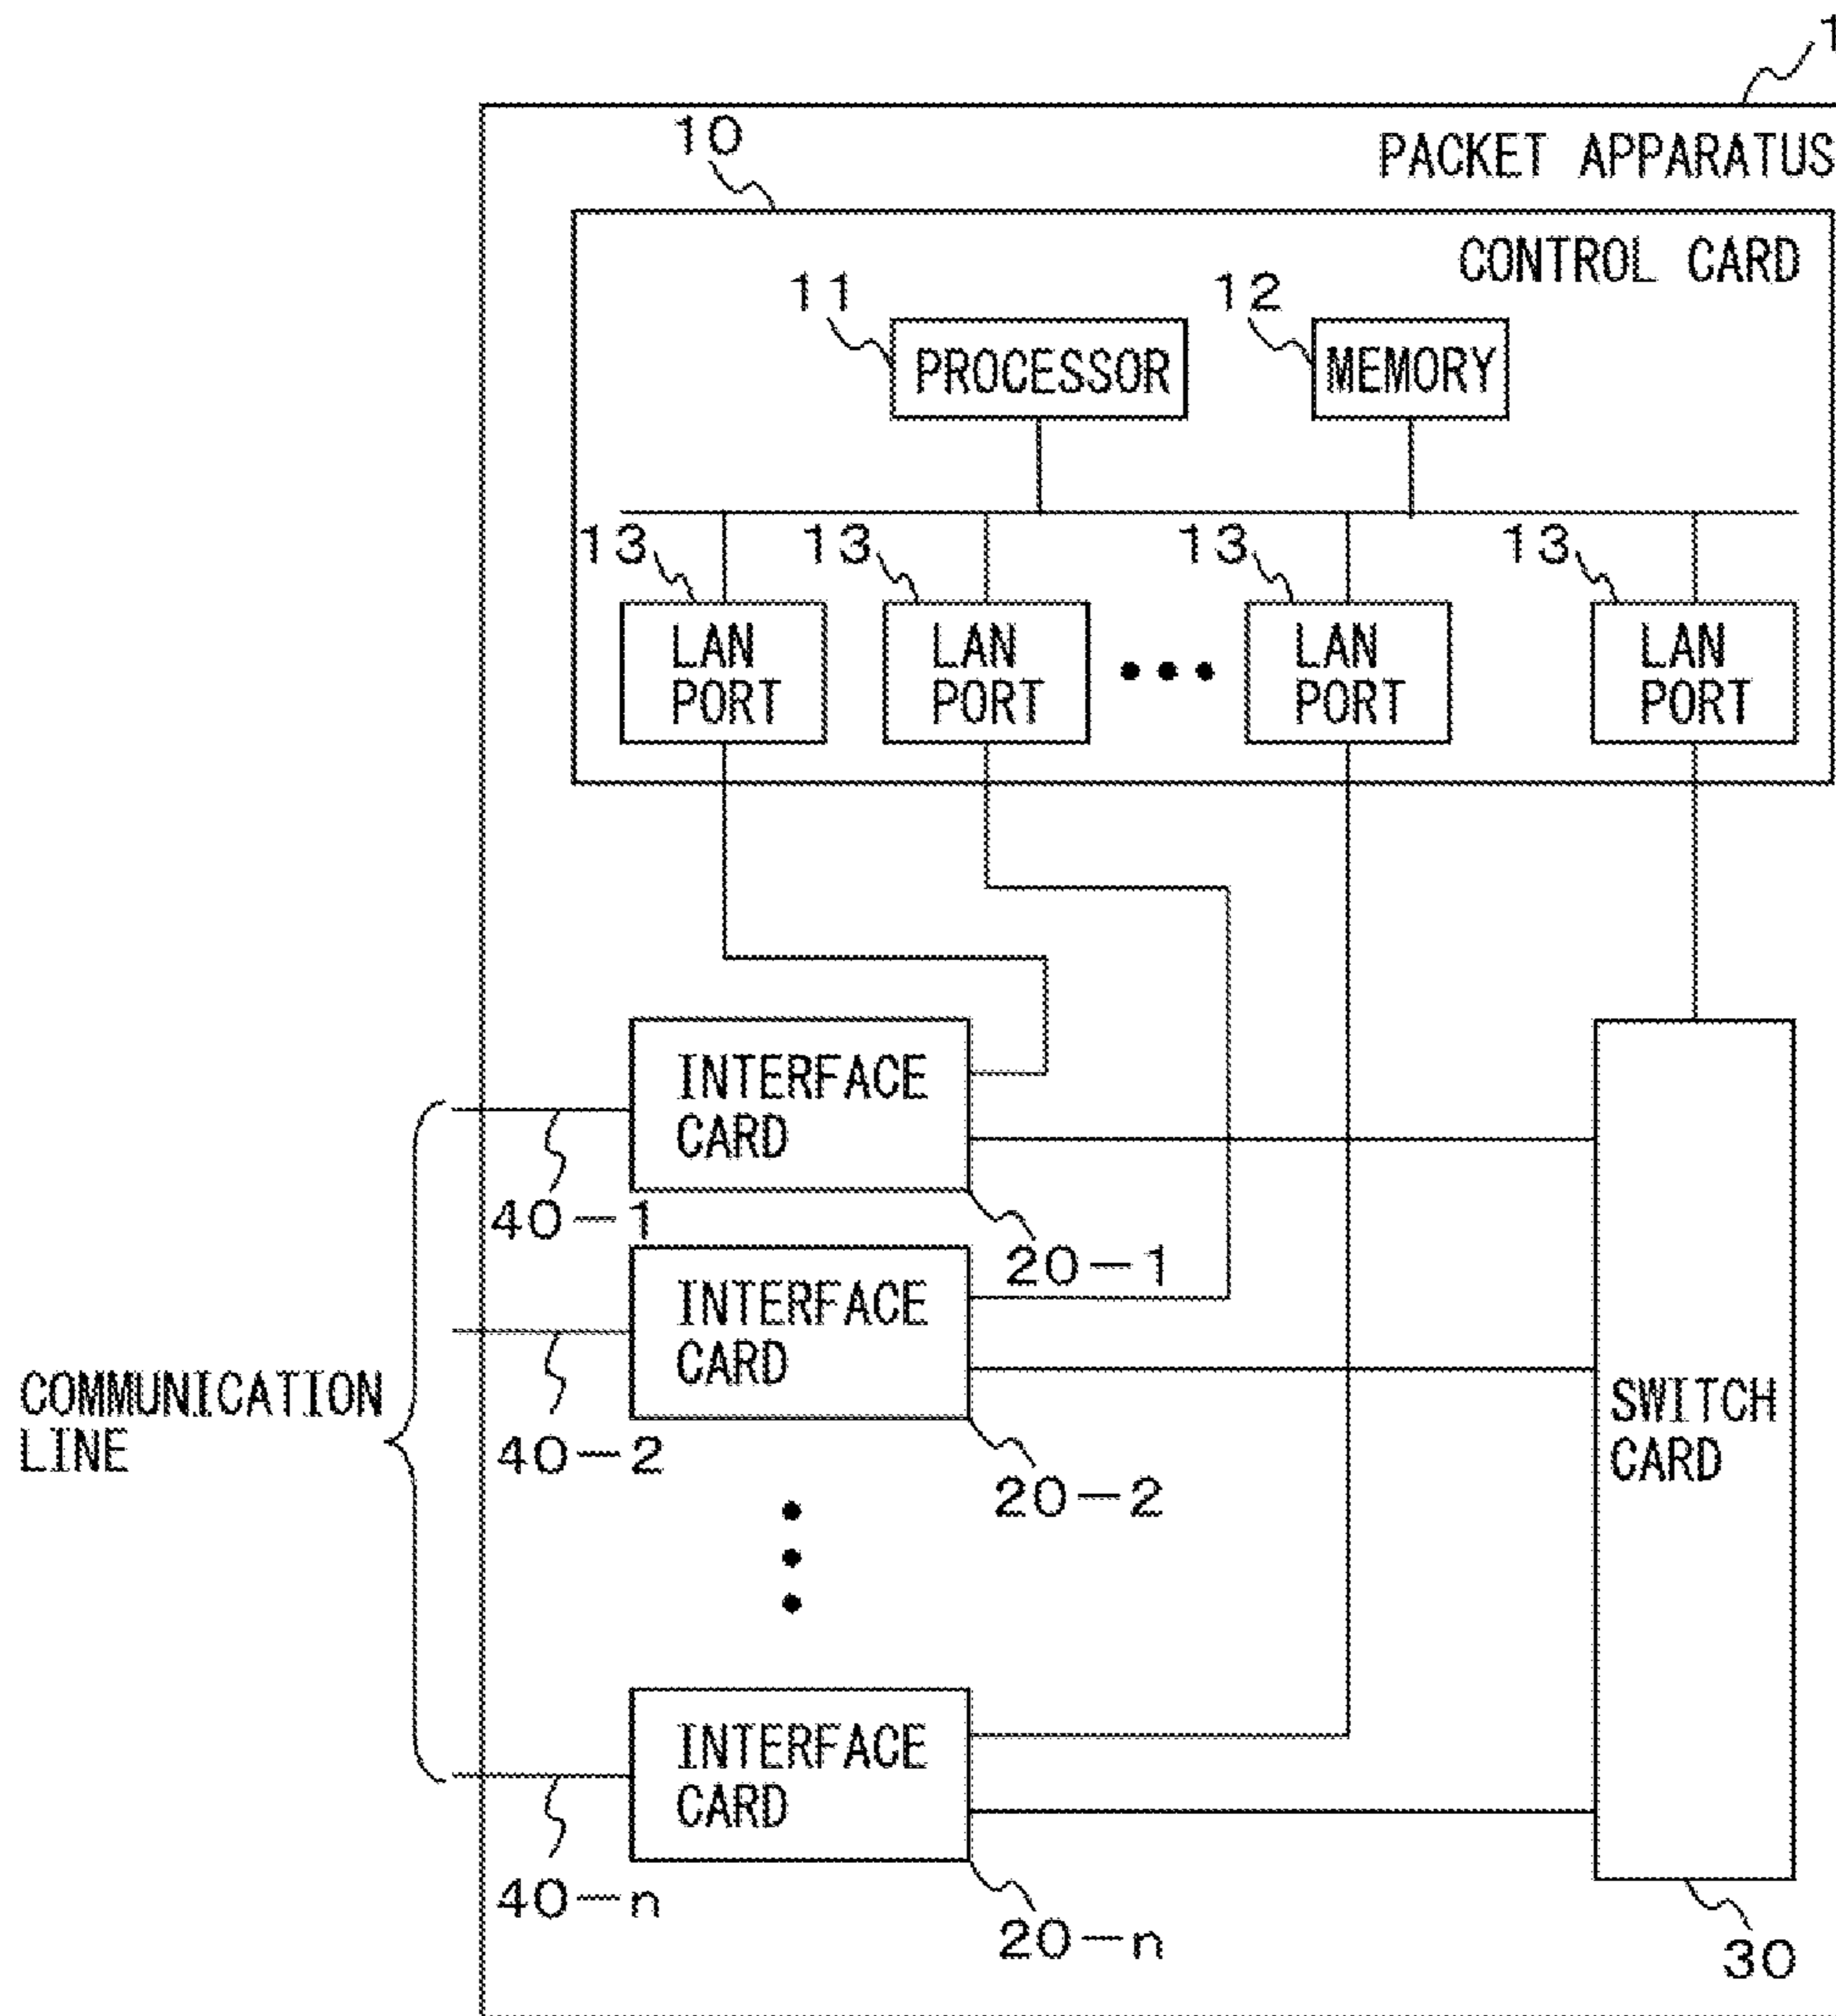 1
PACKET APPARATUS
10
CONTROL CARD
11
PROCESSOR
12
MEMORY
13
13
13
13
LAN
PORT
LAN
PORT
LAN
PORT
LAN
PORT
INTERFACE
CARD
40-1
20-1
INTERFACE
CARD
40-2
20-2
COMMUNICATION
LINE
SWITCH
CARD
INTERFACE
CARD
40-n
20-n
30